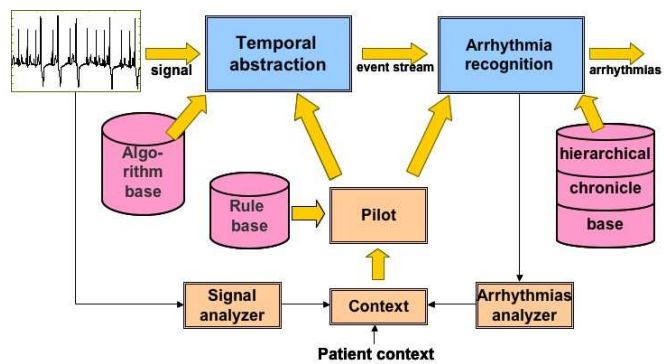 Temporal
abstraction
Arrhythmia
recognition
signal
event stream
arrhythmias
Algo-
rithm
base
hierarchical
chronicle
base
Rule
base
Pilot
Signal
analyzer
Context
Arrhythmias
analyzer
Patient context